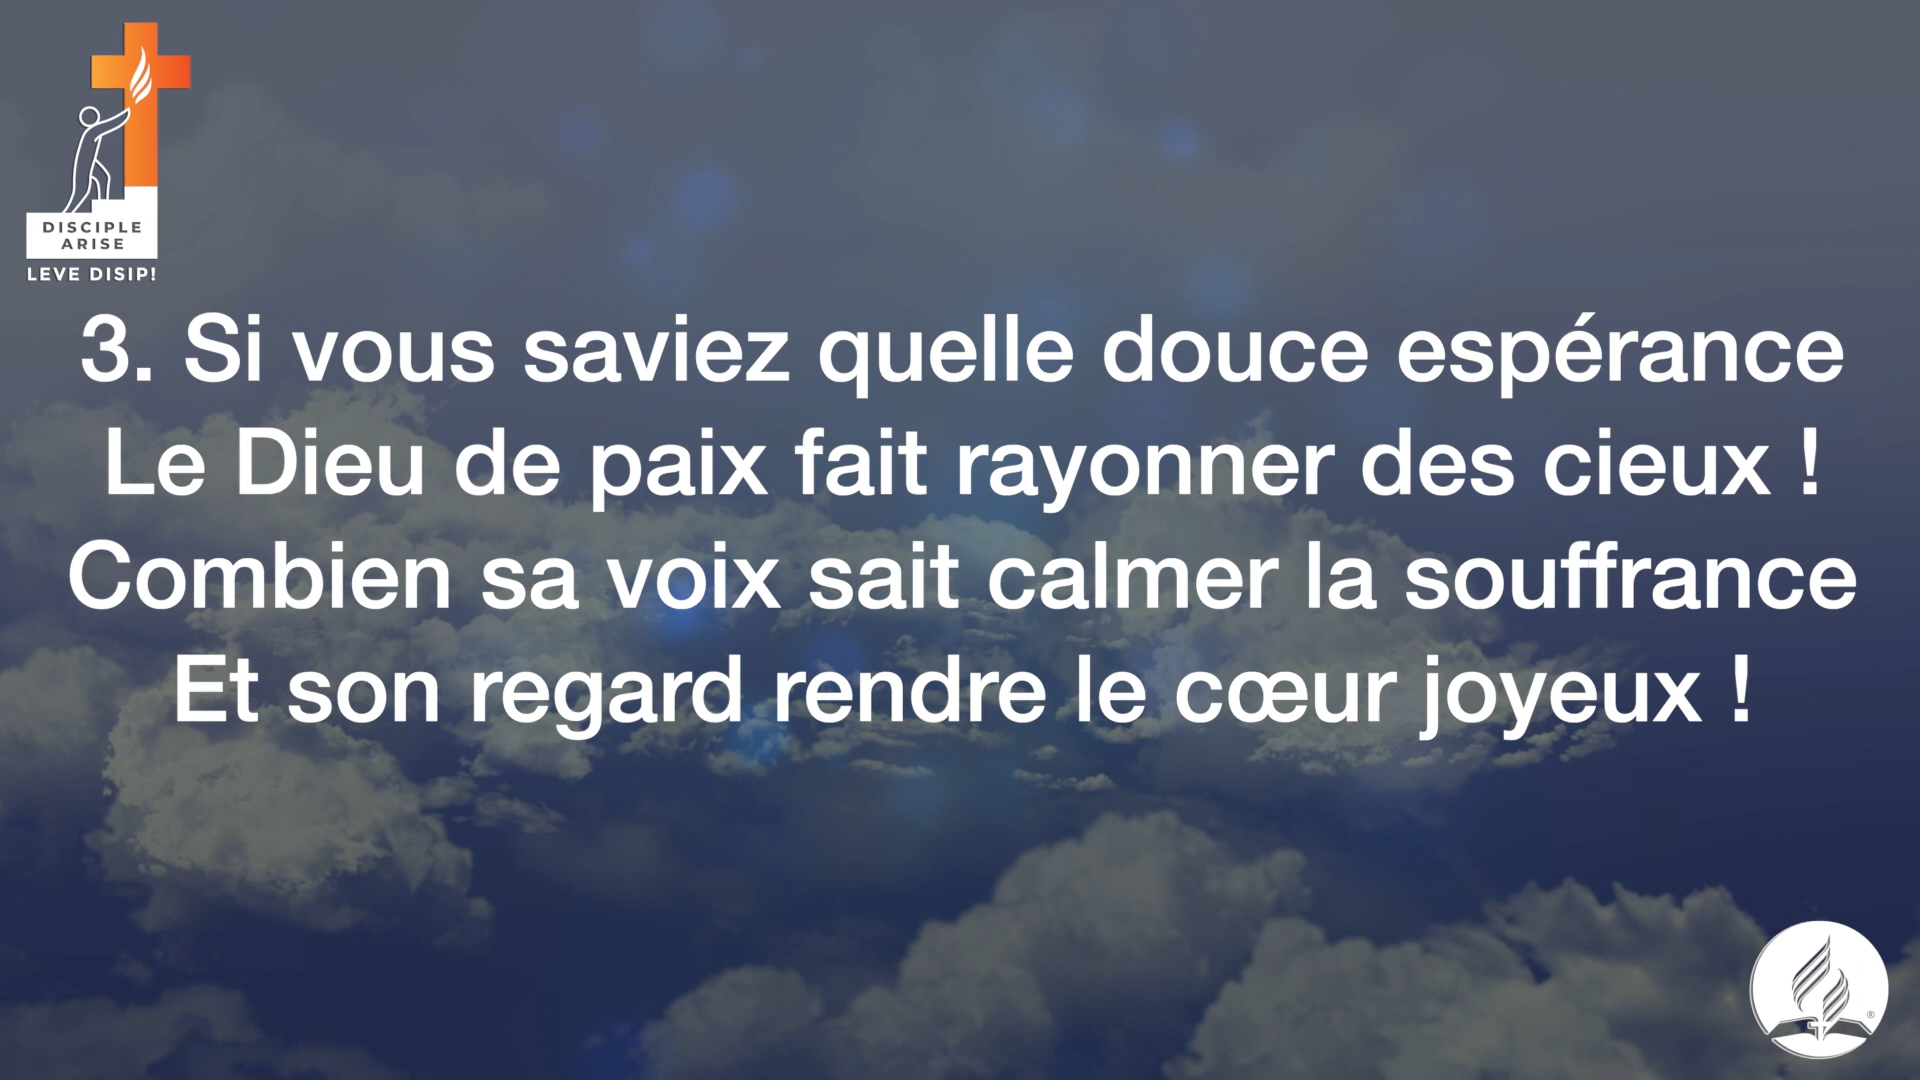 DISCIPLE
ARISE
LEVE DISIP!
3. Si vous saviez quelle douce espérance
Le Dieu de paix fait rayonner des cieux !
Combien sa voix sait calmer la souffrance
Et son regard rendre le cœur joyeux !
®